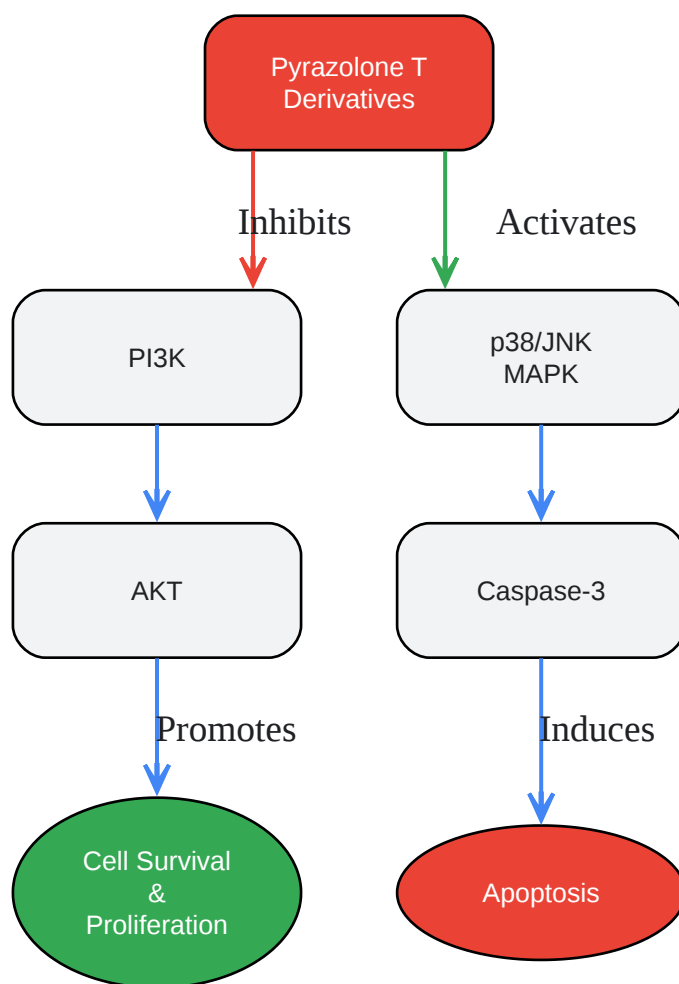 Pyrazolone T
Derivatives
Inhibits
Activates
PI3K
p38/JNK
MAPK
AKT
Caspase-3
Promotes
Induces
Cell Survival
&
Proliferation
Apoptosis